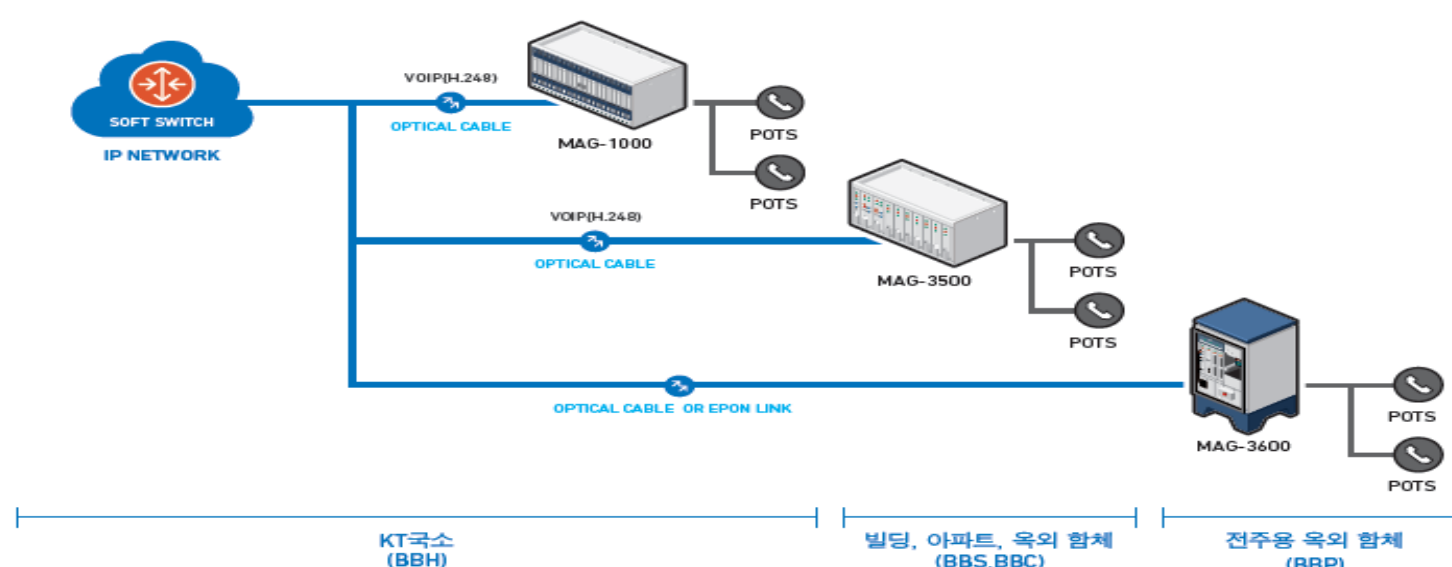 SOFT SWITCH
IP NETWORK
VOIP(H.248)
OPTICAL CABLE
MAG-1000
POTS
POTS
VOIP(H.248)
OPTICAL CABLE
MAG-3500
POTS
POTS
OPTICAL CABLE OR EPON LINK
MAG-3600
POTS
POTS
KT국소
(BBH)
빌딩, 아파트, 옥외 함체
(BBS,BBC)
전주용 옥외 함체
(BBP)